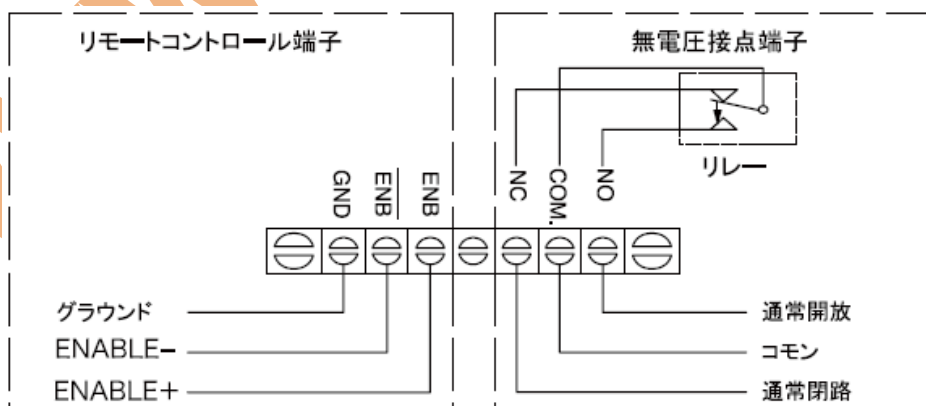 リモートコントロール端子
無電圧接点端子
リレー
GND
ENB
ENB
NC
COM.
NO
グラウンド
ENABLE−
ENABLE+
通常開放
コモン
通常閉路